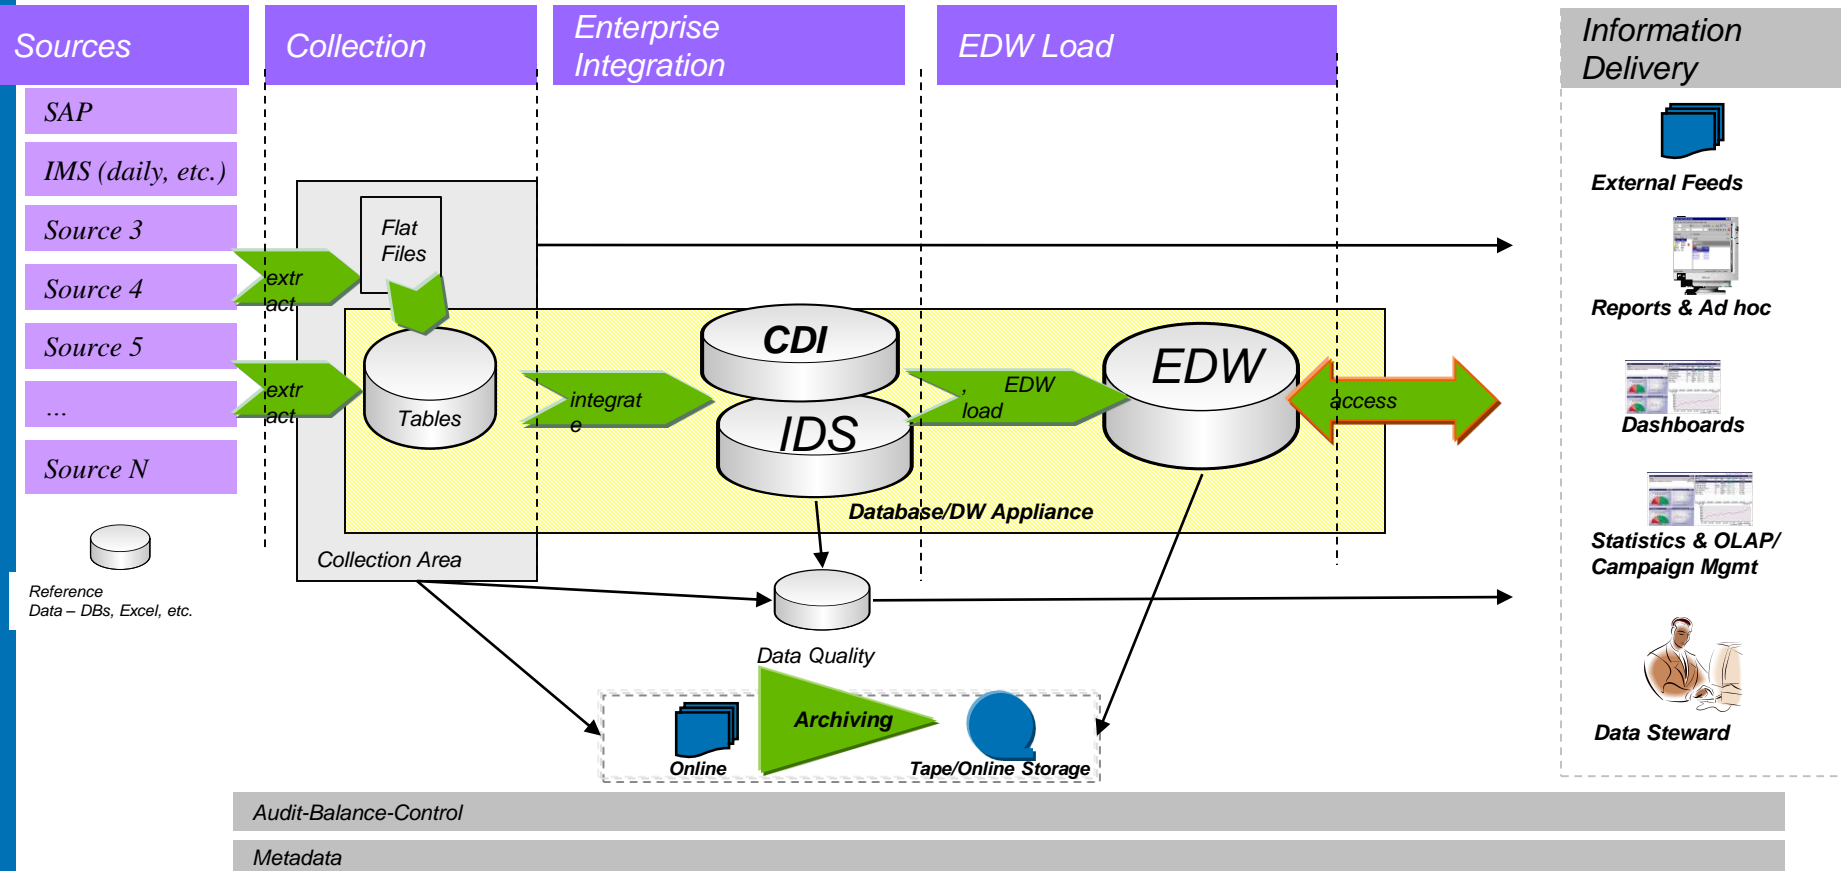 Sources
Collection
Enterprise
Integration
EDW Load
Information
Delivery
SAP
IMS (daily, etc.)
Source 3
Source 4
Source 5
...
Source N
Reference
Data – DBs, Excel, etc.
Flat
Files
extr
act
extr
act
Tables
Collection Area
integrat
e
CDI
IDS
, EDW
load
EDW
access
Database/DW Appliance
Data Quality
Archiving
Online
Tape/Online Storage
External Feeds
Reports & Ad hoc
Dashboards
Statistics & OLAP/
Campaign Mgmt
Data Steward
Audit-Balance-Control
Metadata